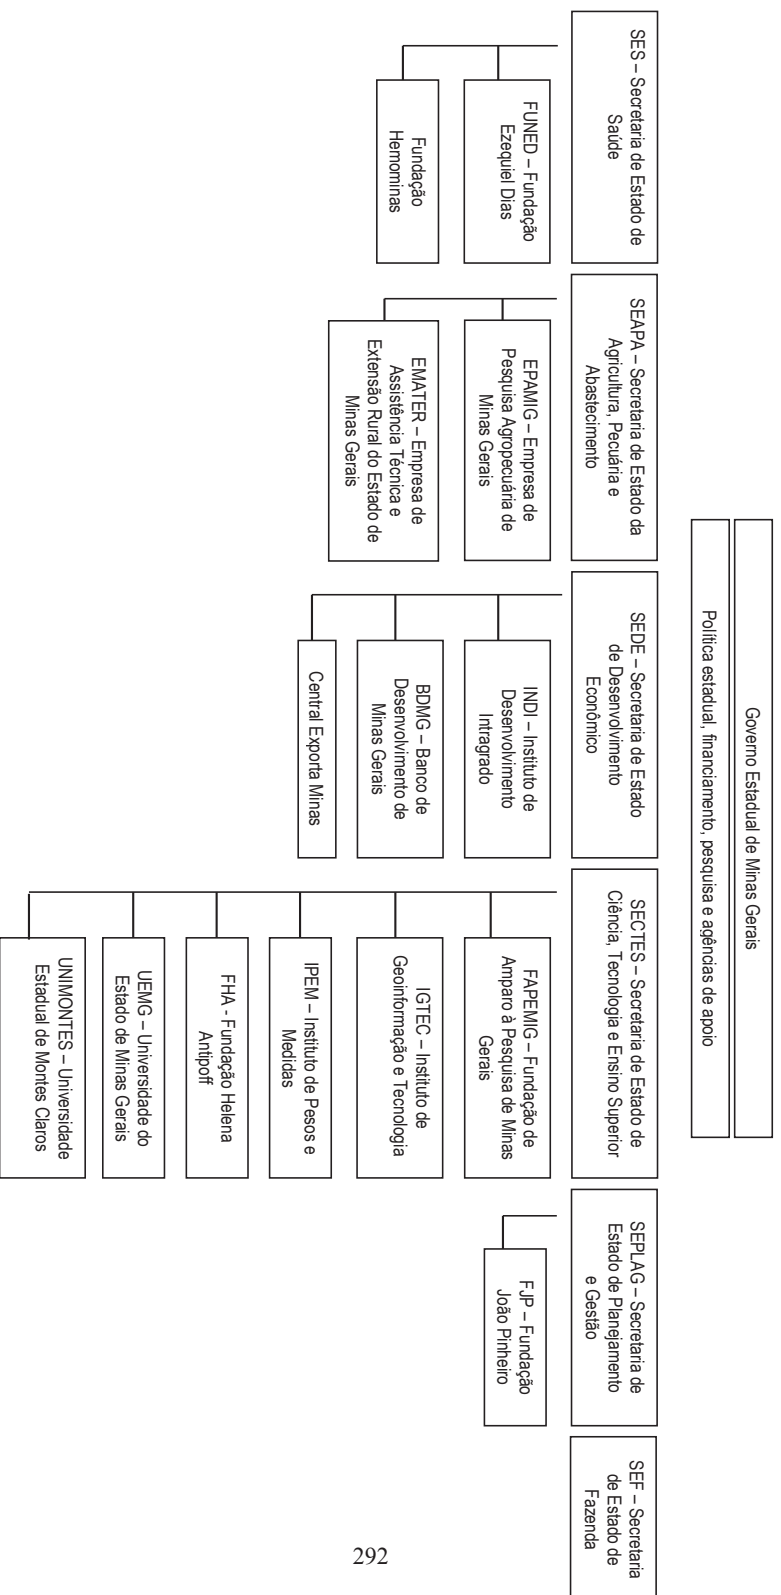 Governo Estadual de Minas Gerais
Política estadual, financiamento, pesquisa e agências de apoio
SES – Secretaria de Estado de
Saúde
FUNED – Fundação
Ezequiel Dias
Fundação
Hemominas
SEAPA – Secretaria de Estado da
Agricultura, Pecuária e
Abastecimento
EPAMIG – Empresa de
Pesquisa Agropecuária de
Minas Gerais
EMATER – Empresa de
Assistência Técnica e
Extensão Rural do Estado de
Minas Gerais
SEDE – Secretaria de Estado
de Desenvolvimento
Econômico
INDI – Instituto de
Desenvolvimento
Intragrado
BDMG – Banco de
Desenvolvimento de
Minas Gerais
Central Exporta Minas
SECTES – Secretaria de Estado de
Ciência, Tecnologia e Ensino Superior
FAPEMIG – Fundação de
Amparo à Pesquisa de Minas
Gerais
IGTEC – Instituto de
Geoinformação e Tecnologia
IPEM – Instituto de Pesos e
Medidas
FHA - Fundação Helena
Antipoff
UEMG – Universidade do
Estado de Minas Gerais
UNIMONTES – Universidade
Estadual de Montes Claros
SEPLAG – Secretaria de
Estado de Planejamento
e Gestão
FJP – Fundação
João Pinheiro
SEF – Secretaria
de Estado de
Fazenda
292